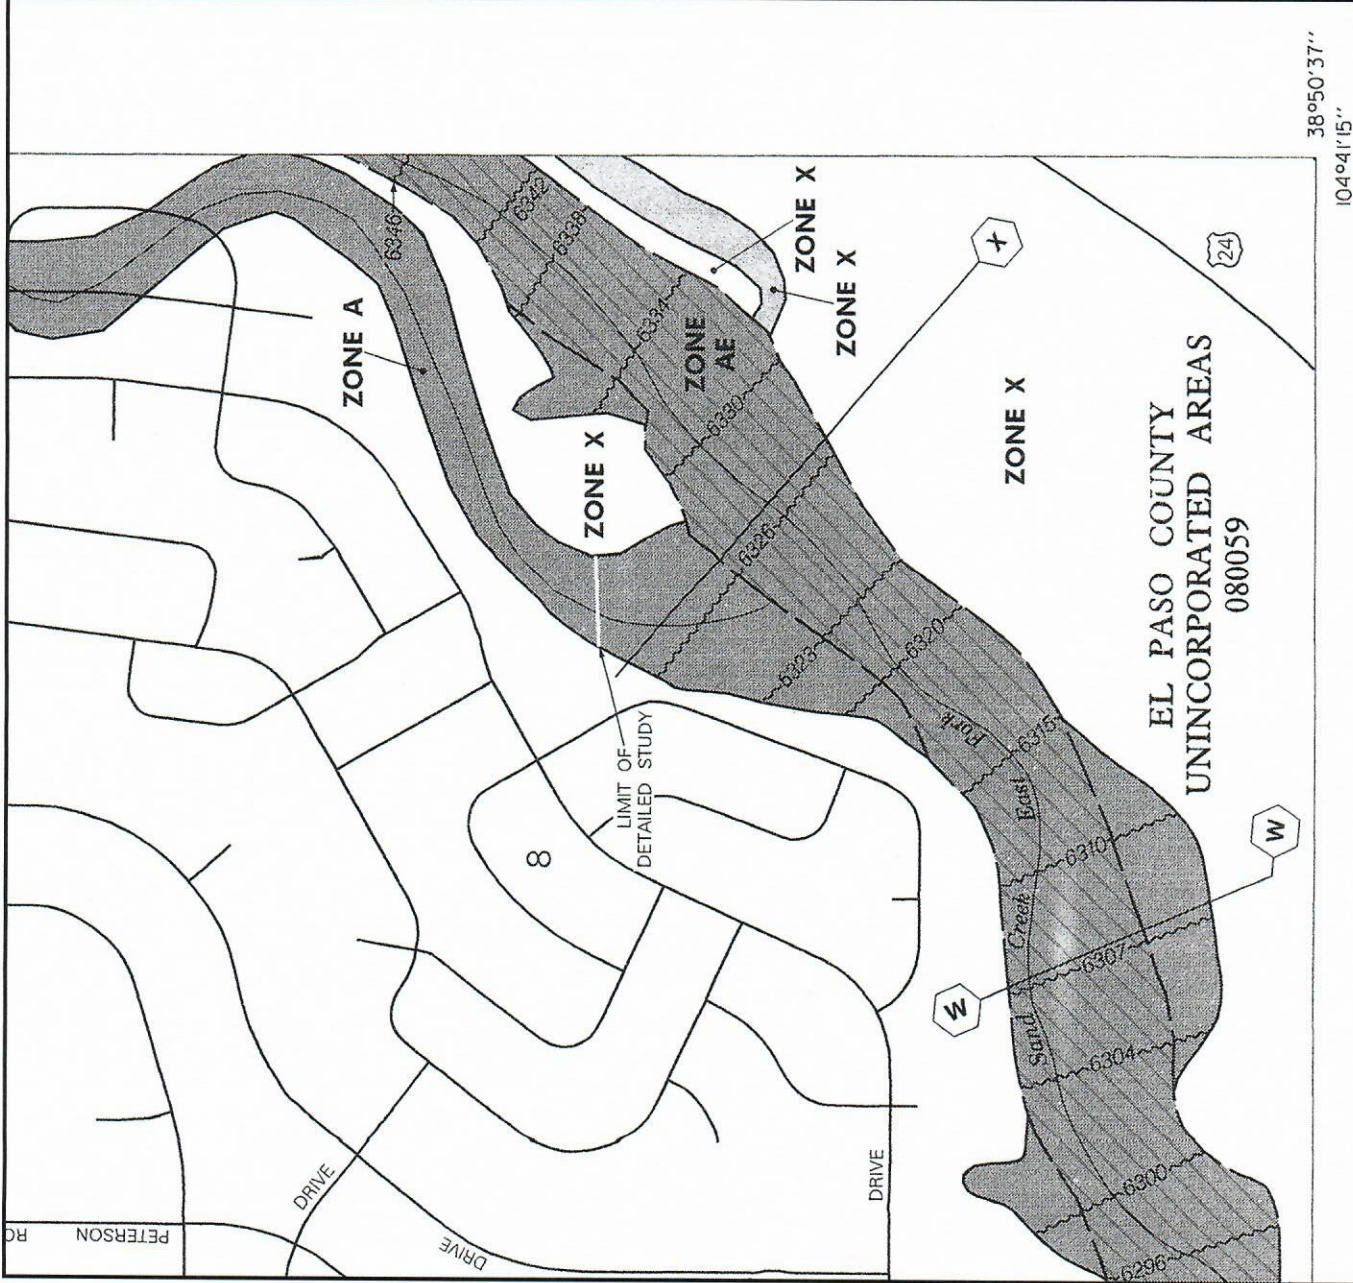 38°50'37"
104°41'15"
ZONE X
ZONE X
24
X
6342
6338
6346
ZONE A
6334
ZONE
AE
6330
ZONE X
ZONE X
6326
EL PASO COUNTY
UNINCORPORATED AREAS
080059
6323
6320
Fork
6315
LIMIT OF
DETAILED STUDY
East
8
6310
W
Creek
6307
W
Sand
6304
DRIVE
DRIVE
6300
DRIVE
6296
PETERSON RO